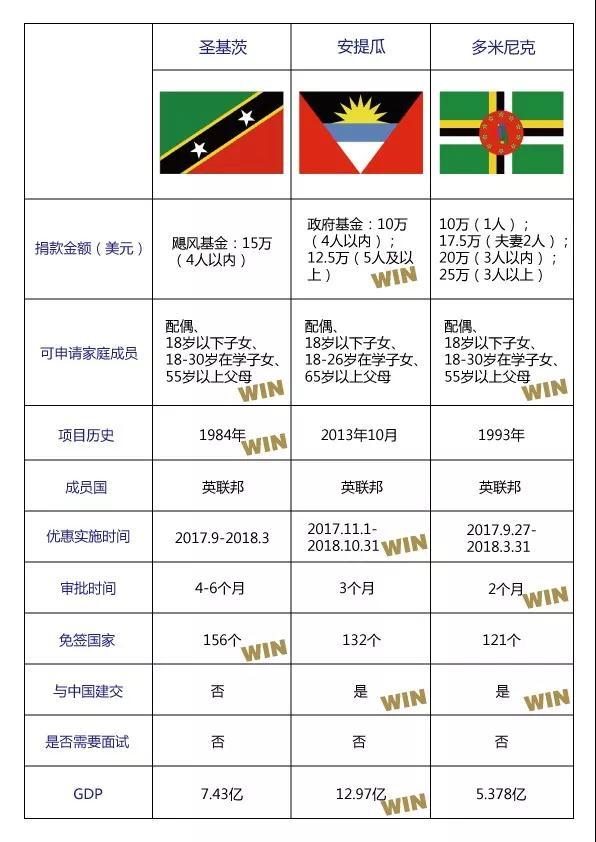 圣基茨 安提瓜 多米尼克
捐款金额（美元）
飓风基金：15万
（4人以内）
政府基金：10万
（4人以内）；
12.5万（5人及以
上）
WIN
10万（1人）；
17.5万（夫妻2人）；
20万（3人以内）；
25万（3人以上）
可申请家庭成员
配偶、
18岁以下子女、
18-30岁在学子女、
55岁以上父母
WIN
配偶、
18岁以下子女、
18-26岁在学子女、
65岁以上父母
配偶、
18岁以下子女、
18-30岁在学子女、
55岁以上父母
WIN
项目历史 1984年 WIN 2013年10月 1993年
成员国 英联邦 英联邦 英联邦
优惠实施时间
2017.9-2018.3
2017.11.1-
2018.10.31 WIN
2017.9.27-
2018.3.31
审批时间 4-6个月 3个月 2个月 WIN
免签国家 156个 WIN 132个 121个
与中国建交 否 是 WIN 是 WIN
是否需要面试 否 否 否
GDP 7.43亿 12.97亿 WIN 5.378亿